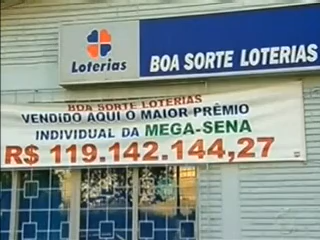 Loterias
BOA SORTE LOTERIAS
BOA SORTE LOTERIAS
VENDIDO AQUI O MAIOR PRÊMIO
INDIVIDUAL DA MEGA-SENA
R$ 119.142.144,27